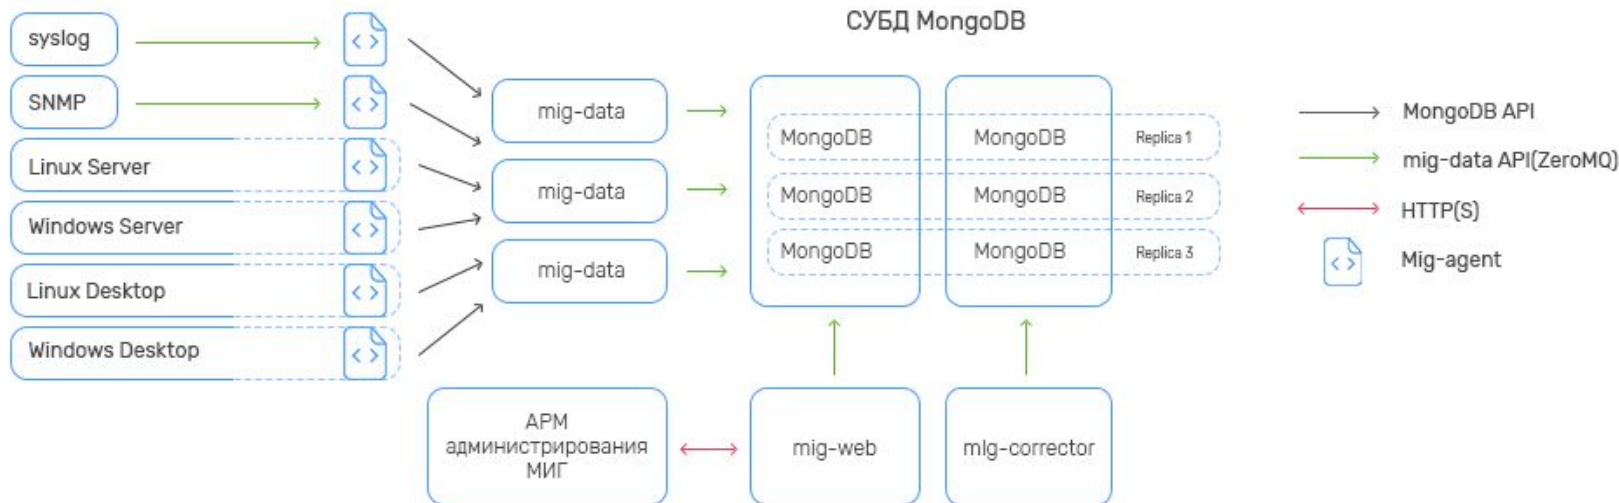 СУБД MongoDB
syslog
SNMP
Linux Server
Windows Server
Linux Desktop
Windows Desktop
mig-data
mig-data
mig-data
MongoDB MongoDB Replica 1
MongoDB MongoDB Replica 2
MongoDB MongoDB Replica 3
MongoDB API
mig-data API(ZeroMQ)
HTTP(S)
Mig-agent
АРМ
администрирования
МИГ
mig-web
mlg-corrector